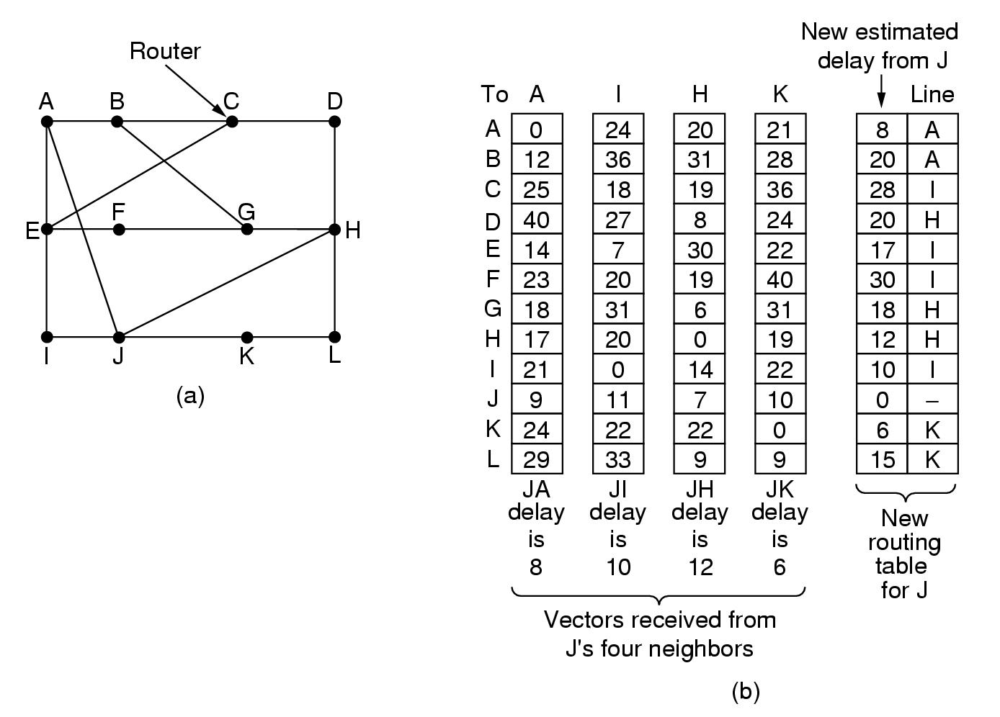 Router
A B C D
E F G H
I J K L
(a)
New estimated
delay from J
To A I H K Line
A 0 24 20 21 8 A
B 12 36 31 28 20 A
C 25 18 19 36 28 I
D 40 27 8 24 20 H
E 14 7 30 22 17 I
F 23 20 19 40 30 I
G 18 31 6 31 18 H
H 17 20 0 19 12 H
I 21 0 14 22 10 I
J 9 11 7 10 0 –
K 24 22 22 0 6 K
L 29 33 9 9 15 K
JA JI JH JK
delay delay delay delay
is is is is
8 10 12 6
Vectors received from
J's four neighbors
New
routing
table
for J
(b)